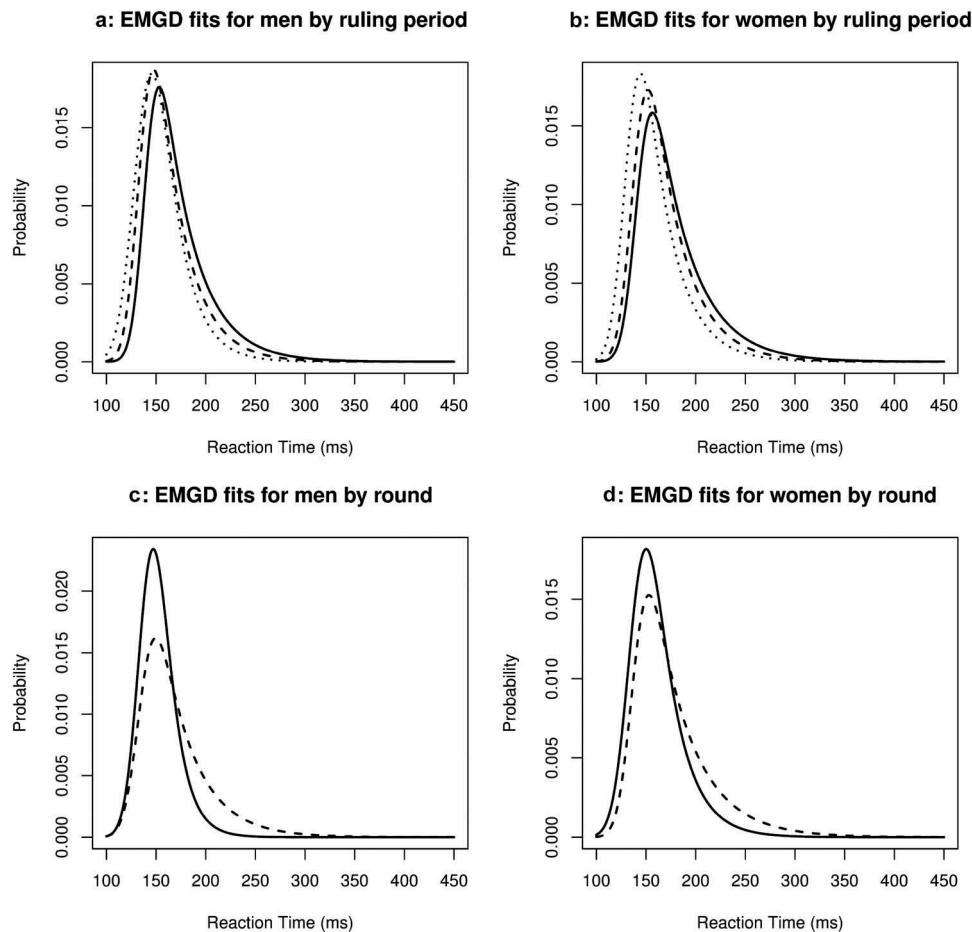 a: EMGD fits for men by ruling period
Probability
0.015
0.010
0.005
0.000
100 150 200 250 300 350 400 450
Reaction Time (ms)
b: EMGD fits for women by ruling period
Probability
0.015
0.010
0.005
0.000
100 150 200 250 300 350 400 450
Reaction Time (ms)
c: EMGD fits for men by round
Probability
0.020
0.015
0.010
0.005
0.000
100 150 200 250 300 350 400 450
Reaction Time (ms)
d: EMGD fits for women by round
Probability
0.015
0.010
0.005
0.000
100 150 200 250 300 350 400 450
Reaction Time (ms)